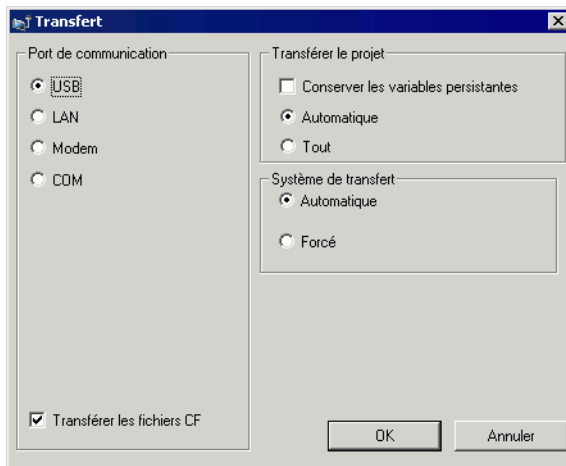 Transfert
Port de communication
USB
LAN
Modem
COM
Transférer les fichiers CF
Transférer le projet
Conserver les variables persistantes
Automatique
Tout
Système de transfert
Automatique
Forcé
OK
Annuler